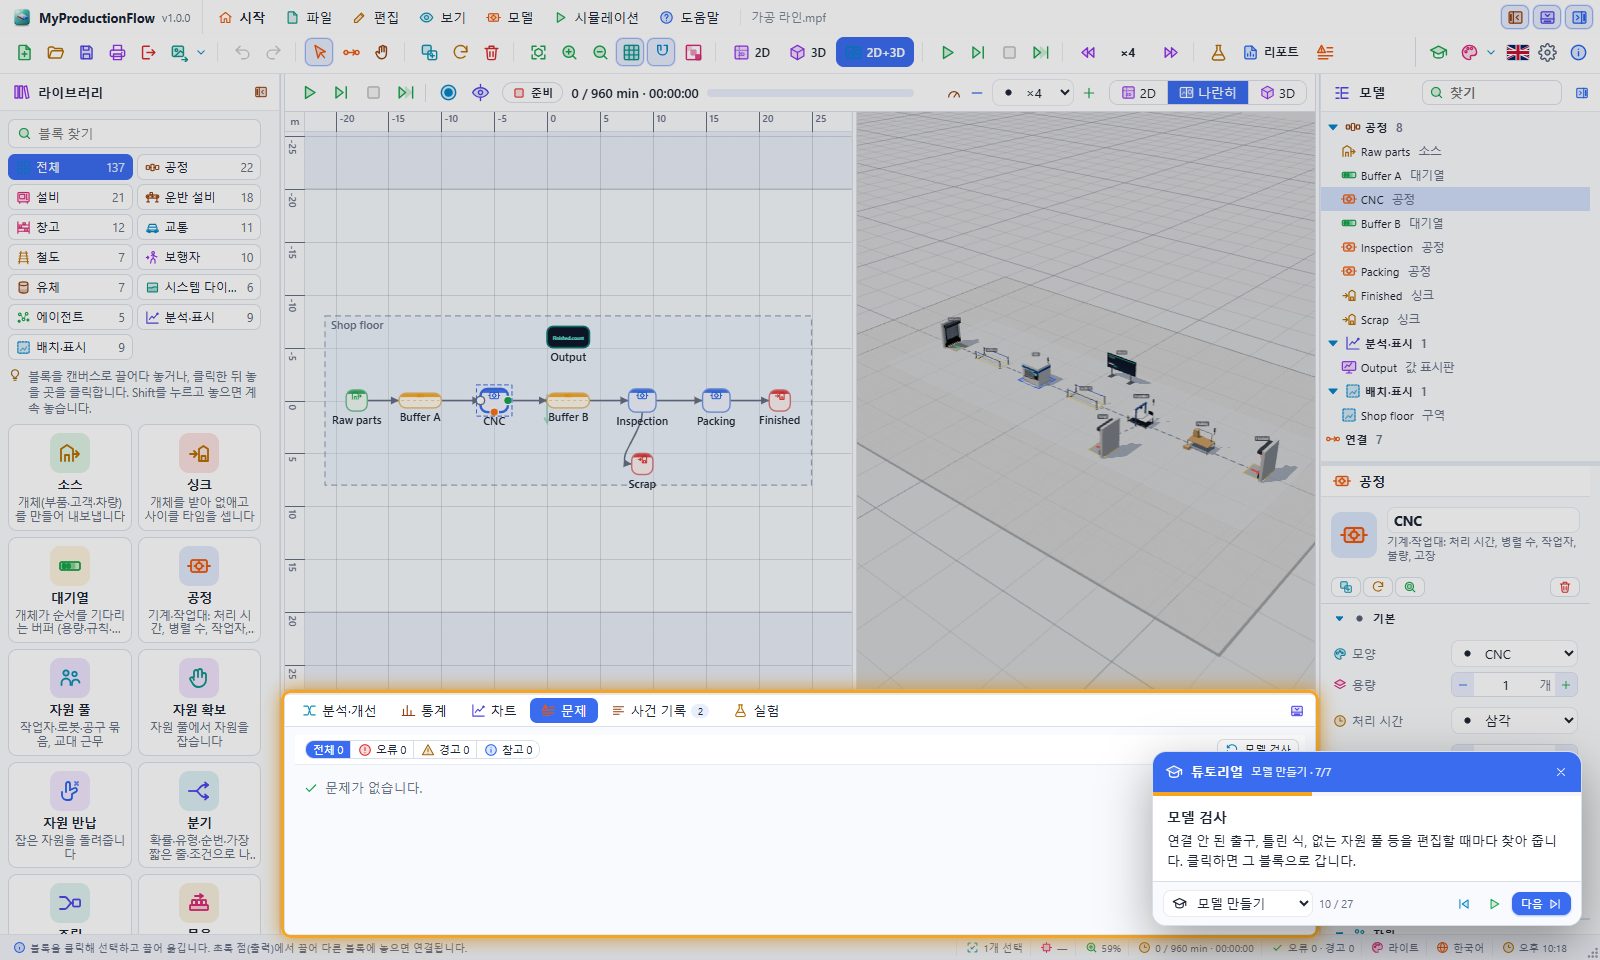 MyProductionFlow v1.0.0
시작 파일 편집 보기 모델 시뮬레이션 도움말 가공 라인.mpf
2D 3D 2D+3D ×4 리포트
라이브러리
블록 찾기
전체 137
공정 22
설비 21
운반 설비 18
창고 12
교통 11
철도 7
보행자 10
유체 7
시스템 다이... 6
에이전트 5
분석·표시 9
배치·표시 9
블록을 캔버스로 끌어다 놓거나, 클릭한 뒤 놓
을 곳을 클릭합니다. Shift를 누르고 놓으면 계
속 놓습니다.
소스
개체(부품·고객·차량)
를 만들어 내보냅니다
싱크
개체를 받아 없애고
사이클 타임을 셉니다
대기열
개체가 순서를 기다리
는 버퍼 (용량·규칙·...
공정
기계·작업대: 처리 시
간, 병렬 수, 작업자,..
자원 풀
작업자·로봇·공구 묶
음, 교대 근무
자원 확보
자원 풀에서 자원을
잡습니다
자원 반납
잡은 자원을 돌려줍니
다
분기
확률·유형·순번·가장
짧은 줄·조건으로 나..
준비 0 / 960 min · 00:00:00
×4 2D 나란히 3D
m -20 -15 -10 -5 0 5 10 15 20 25
-25
-20
-15
-10
-5
0
5
10
15
20
25
Shop floor
Finished.count
Output
Raw parts
Buffer A
CNC
Buffer B
Inspection
Packing
Finished
Scrap
모델 찾기
공정 8
Raw parts 소스
Buffer A 대기열
CNC 공정
Buffer B 대기열
Inspection 공정
Packing 공정
Finished 싱크
Scrap 싱크
분석·표시 1
Output 값 표시판
배치·표시 1
Shop floor 구역
연결 7
공정
CNC
기계·작업대: 처리 시간, 병렬 수, 작업자,
불량, 고장
기본
모양 CNC
용량 1 개
처리 시간 삼각
분석·개선 통계 차트 문제 사건 기록 2 실험
전체 0 오류 0 경고 0 참고 0 모델 검사
문제가 없습니다.
튜토리얼 모델 만들기 · 7/7
모델 검사
연결 안 된 출구, 틀린 식, 없는 자원 풀 등을 편집할 때마다 찾아 줍니
다. 클릭하면 그 블록으로 갑니다.
모델 만들기 10 / 27 다음
블록을 클릭해 선택하고 끌어 옮깁니다. 초록 점(출력)에서 끌어 다른 블록에 놓으면 연결됩니다.
1개 선택 — 59% 0 / 960 min · 00:00:00 오류 0 · 경고 0 라이트 한국어 오후 10:18